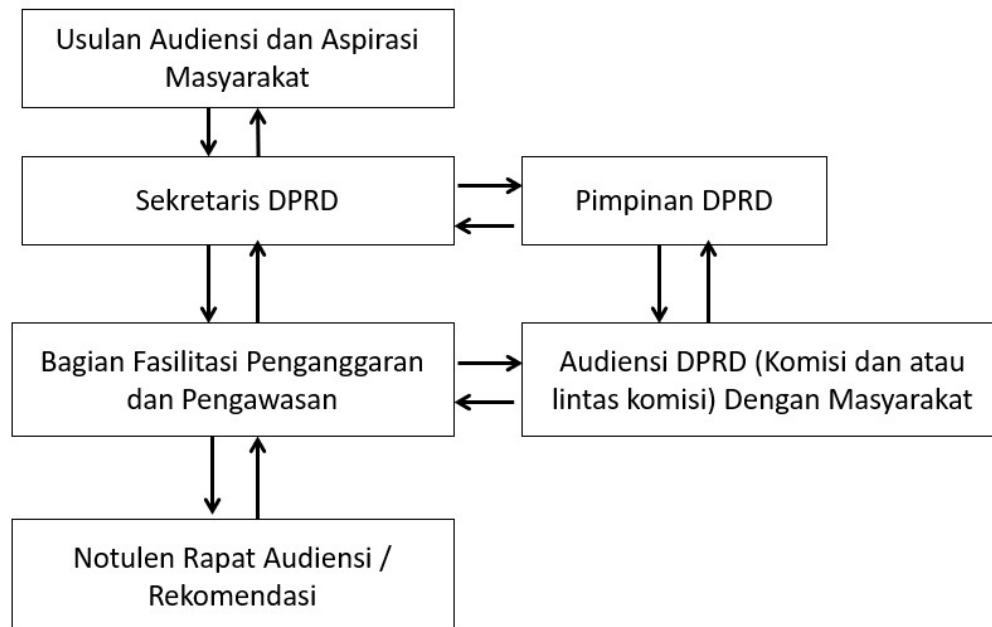 Usulan Audiensi dan Aspirasi
Masyarakat
Sekretaris DPRD
Pimpinan DPRD
Bagian Fasilitasi Penganggaran
dan Pengawasan
Audiensi DPRD (Komisi dan atau
lintas komisi) Dengan Masyarakat
Notulen Rapat Audiensi /
Rekomendasi